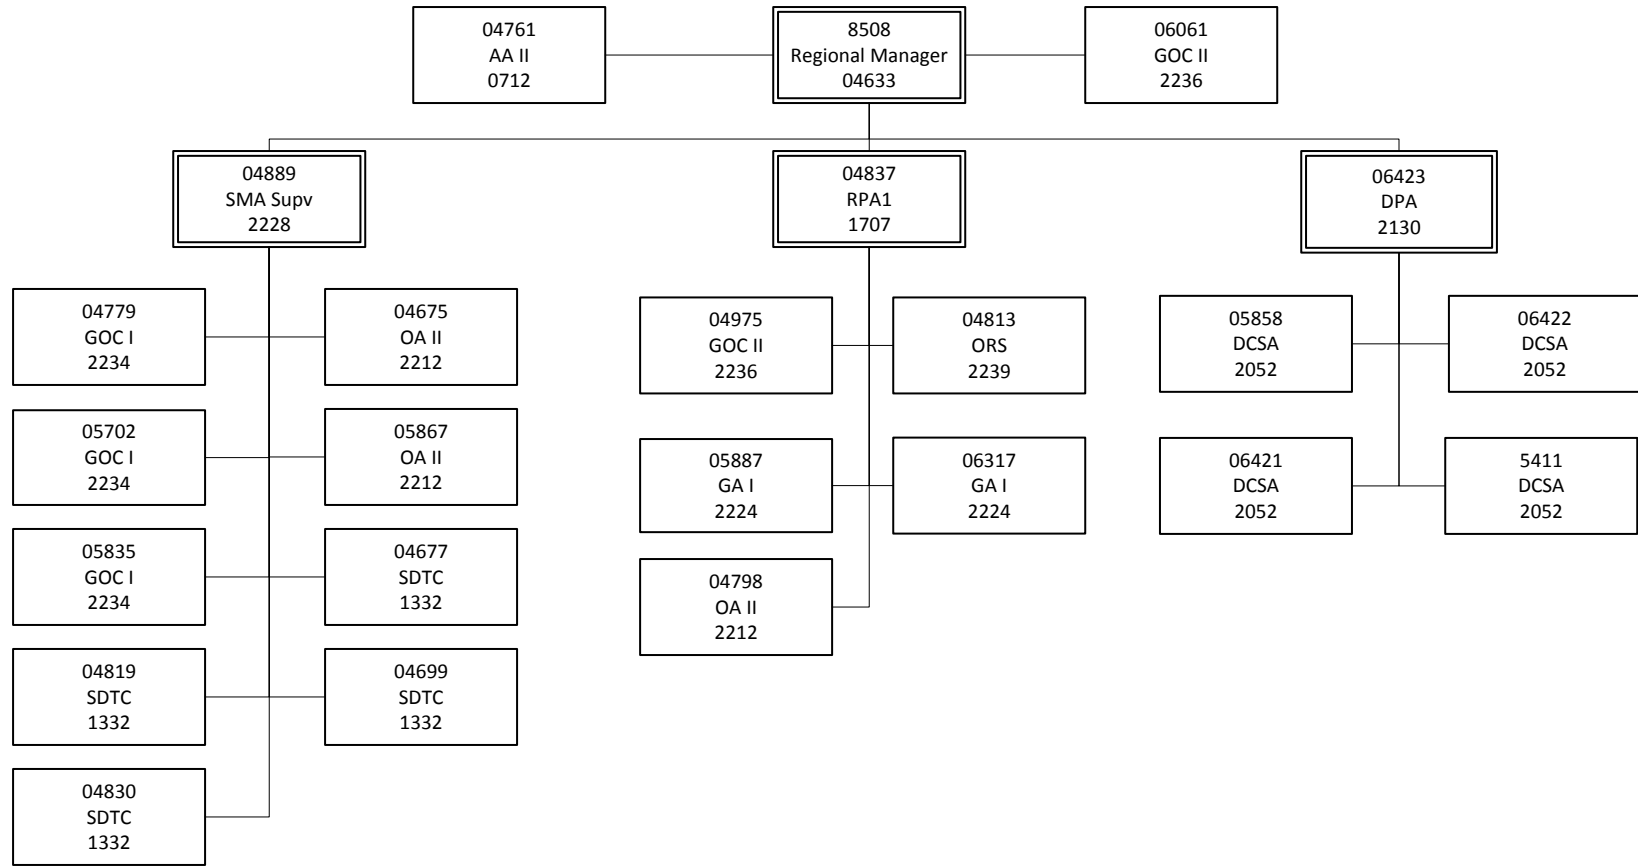 04761
AA II
0712
8508
Regional Manager
04633
06061
GOC II
2236
04889
SMA Supv
2228
04837
RPA1
1707
06423
DPA
2130
04779
GOC I
2234
04675
OA II
2212
05702
GOC I
2234
05867
OA II
2212
05835
GOC I
2234
04677
SDTC
1332
04819
SDTC
1332
04699
SDTC
1332
04830
SDTC
1332
04975
GOC II
2236
04813
ORS
2239
05887
GA I
2224
06317
GA I
2224
04798
OA II
2212
05858
DCSA
2052
06422
DCSA
2052
06421
DCSA
2052
5411
DCSA
2052